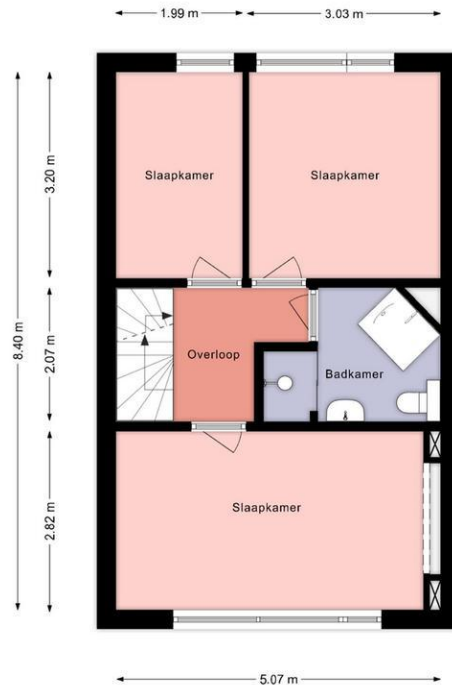 1.99 m
3.03 m
3.20 m
Slaapkamer
Slaapkamer
8.40 m
2.07 m
Overloop
Badkamer
2.82 m
Slaapkamer
5.07 m